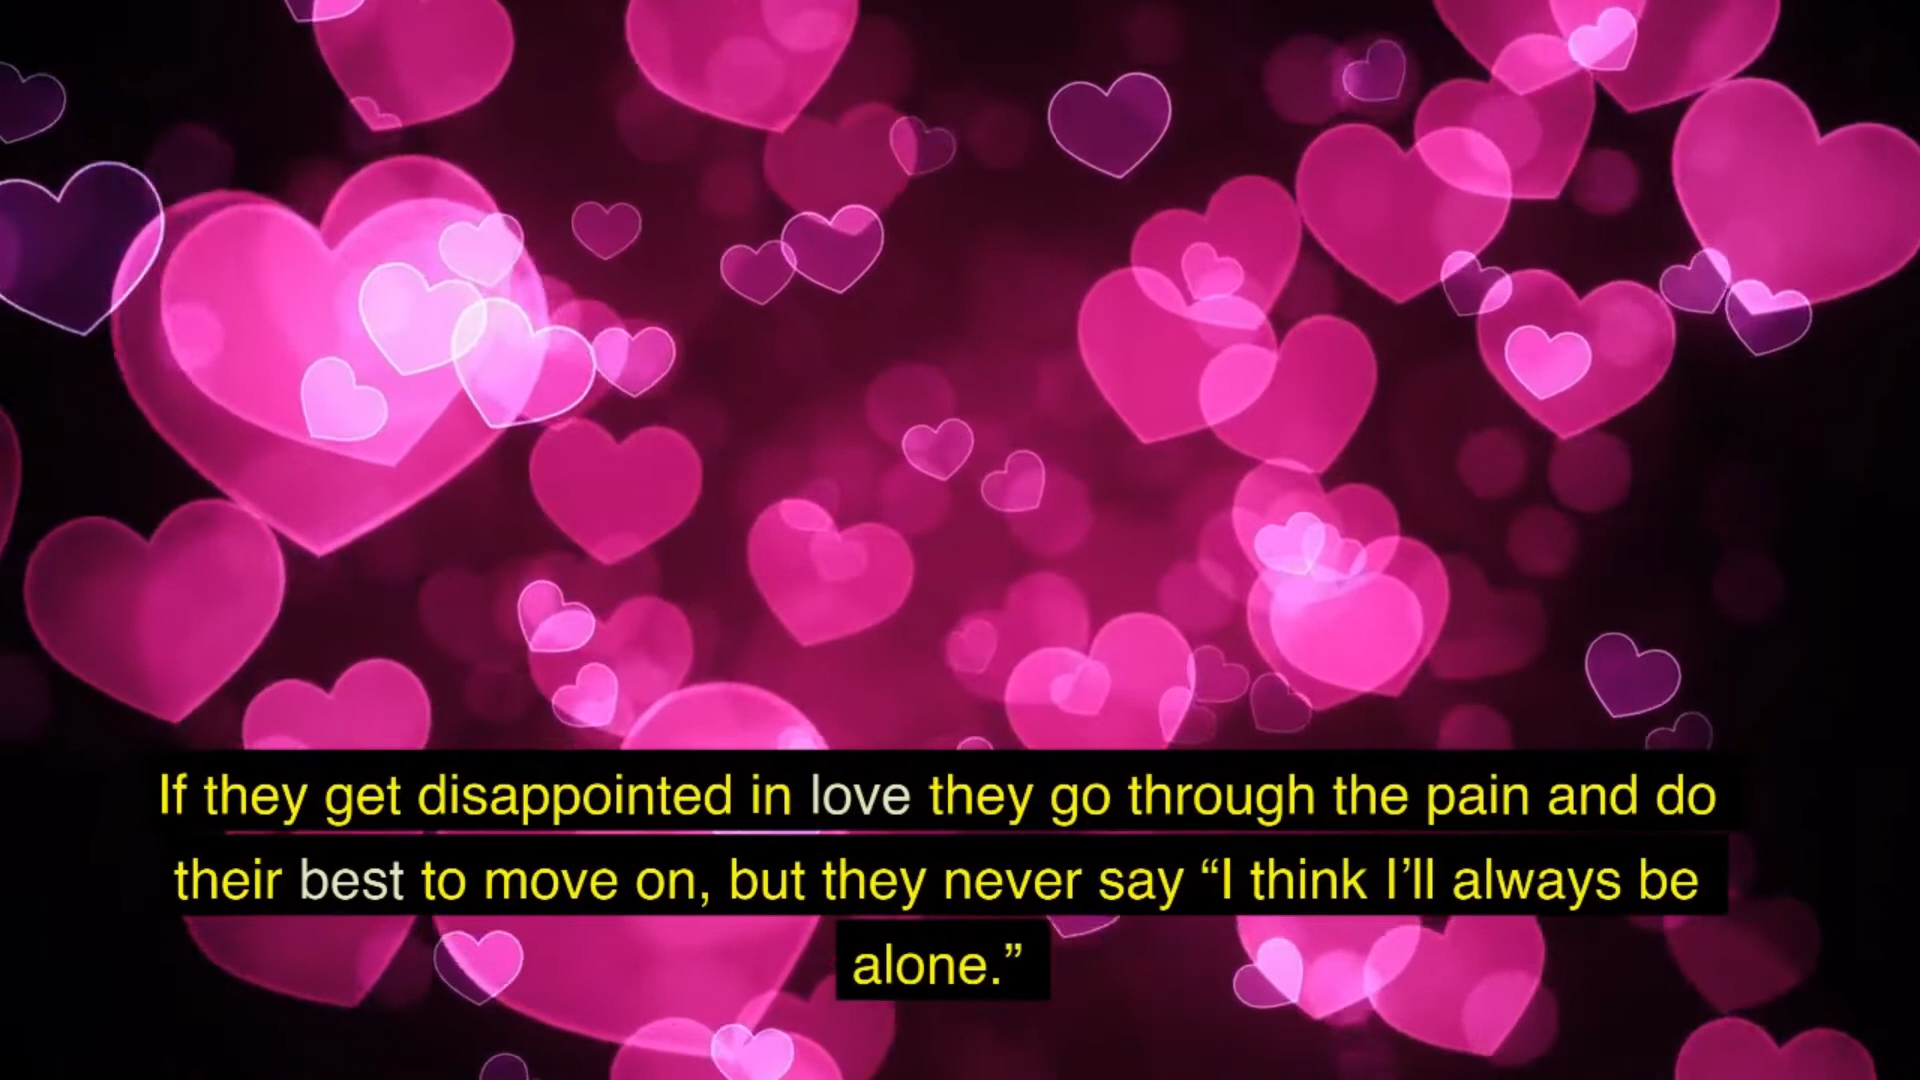 If they get disappointed in love they go through the pain and do
their best to move on, but they never say “I think I’ll always be
alone.”